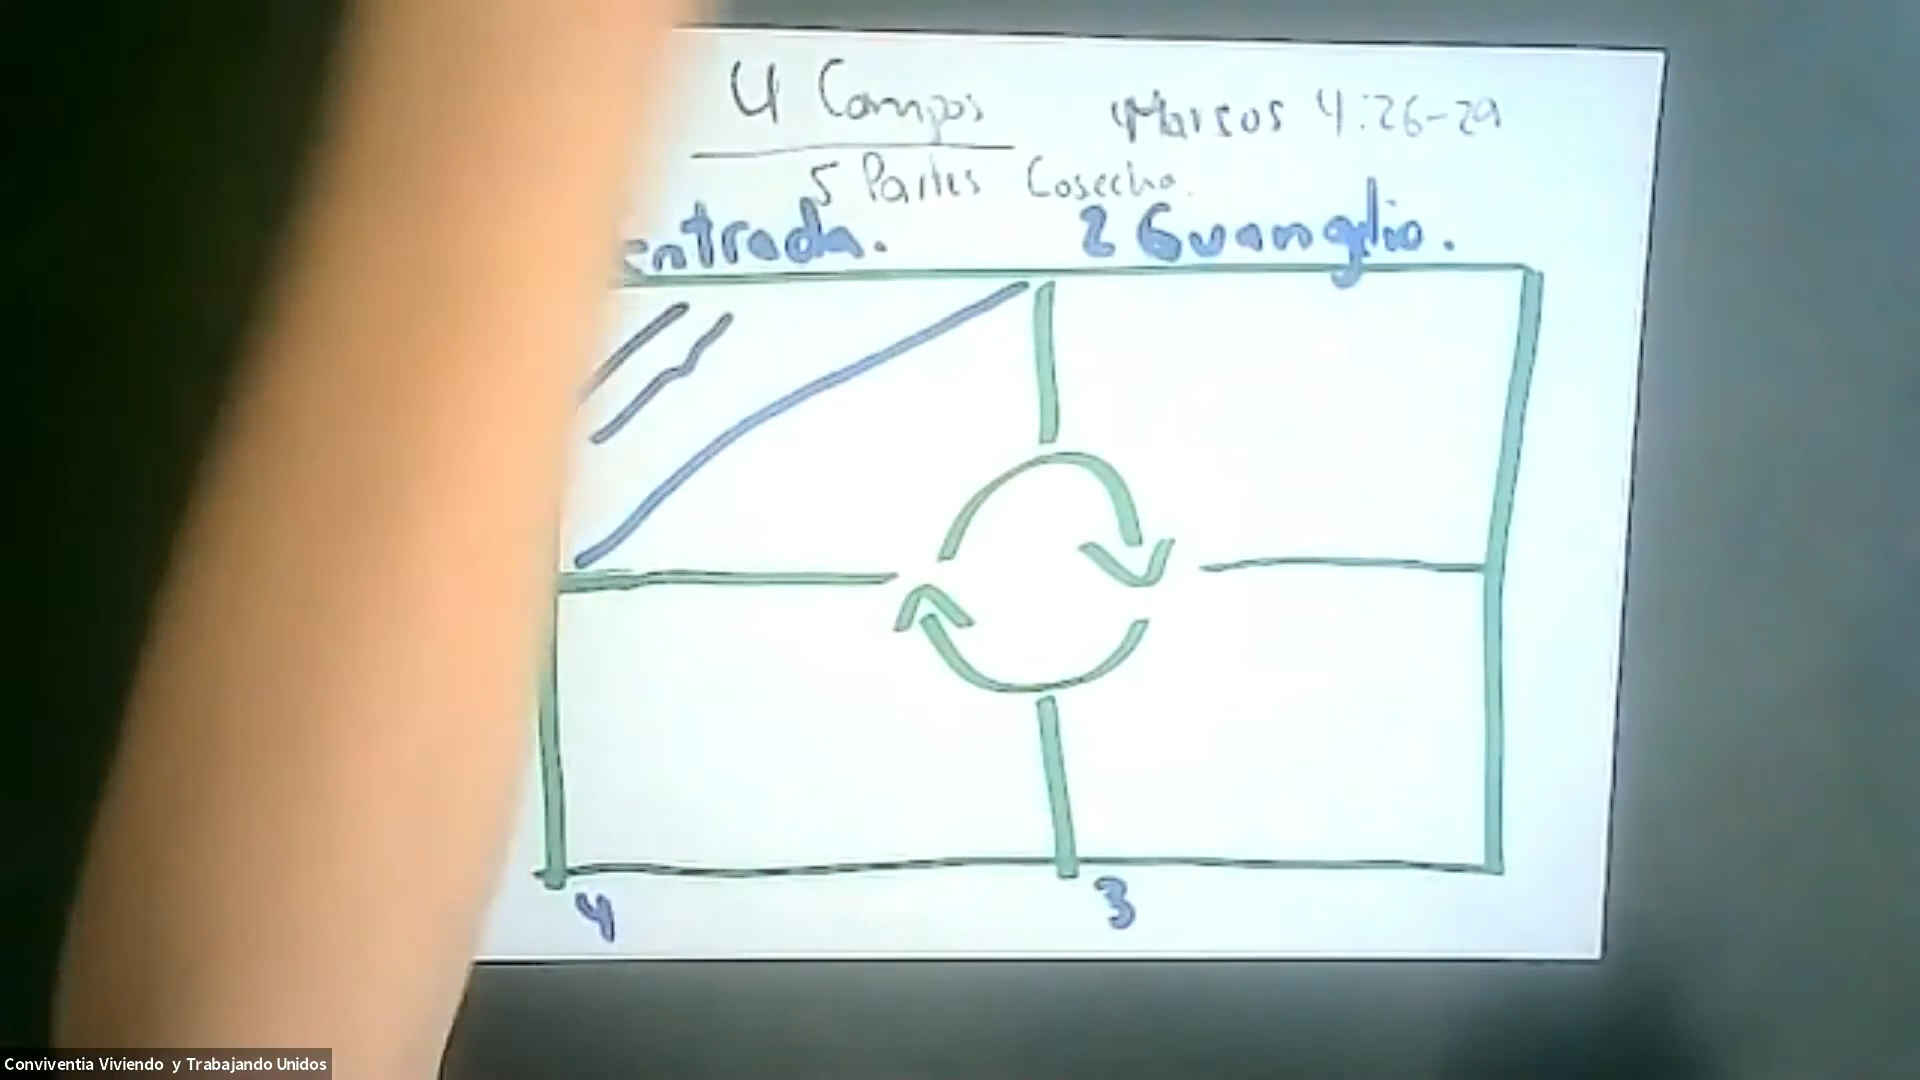 4 Campos Marcos 4:26-29
5 Partes Cosecha.
entrada. 2 Evangelio.
4 3
Conviventia Viviendo y Trabajando Unidos